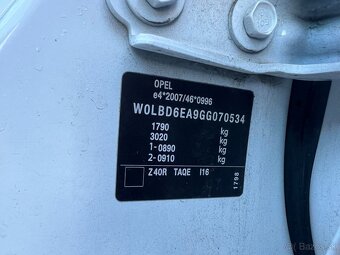 OPEL
e4*2007/46*0996
W0LBD6EA9GG070534
1790 kg
3020 kg
1-0890 kg
2-0910 kg
Z40R TAQE I16
1798